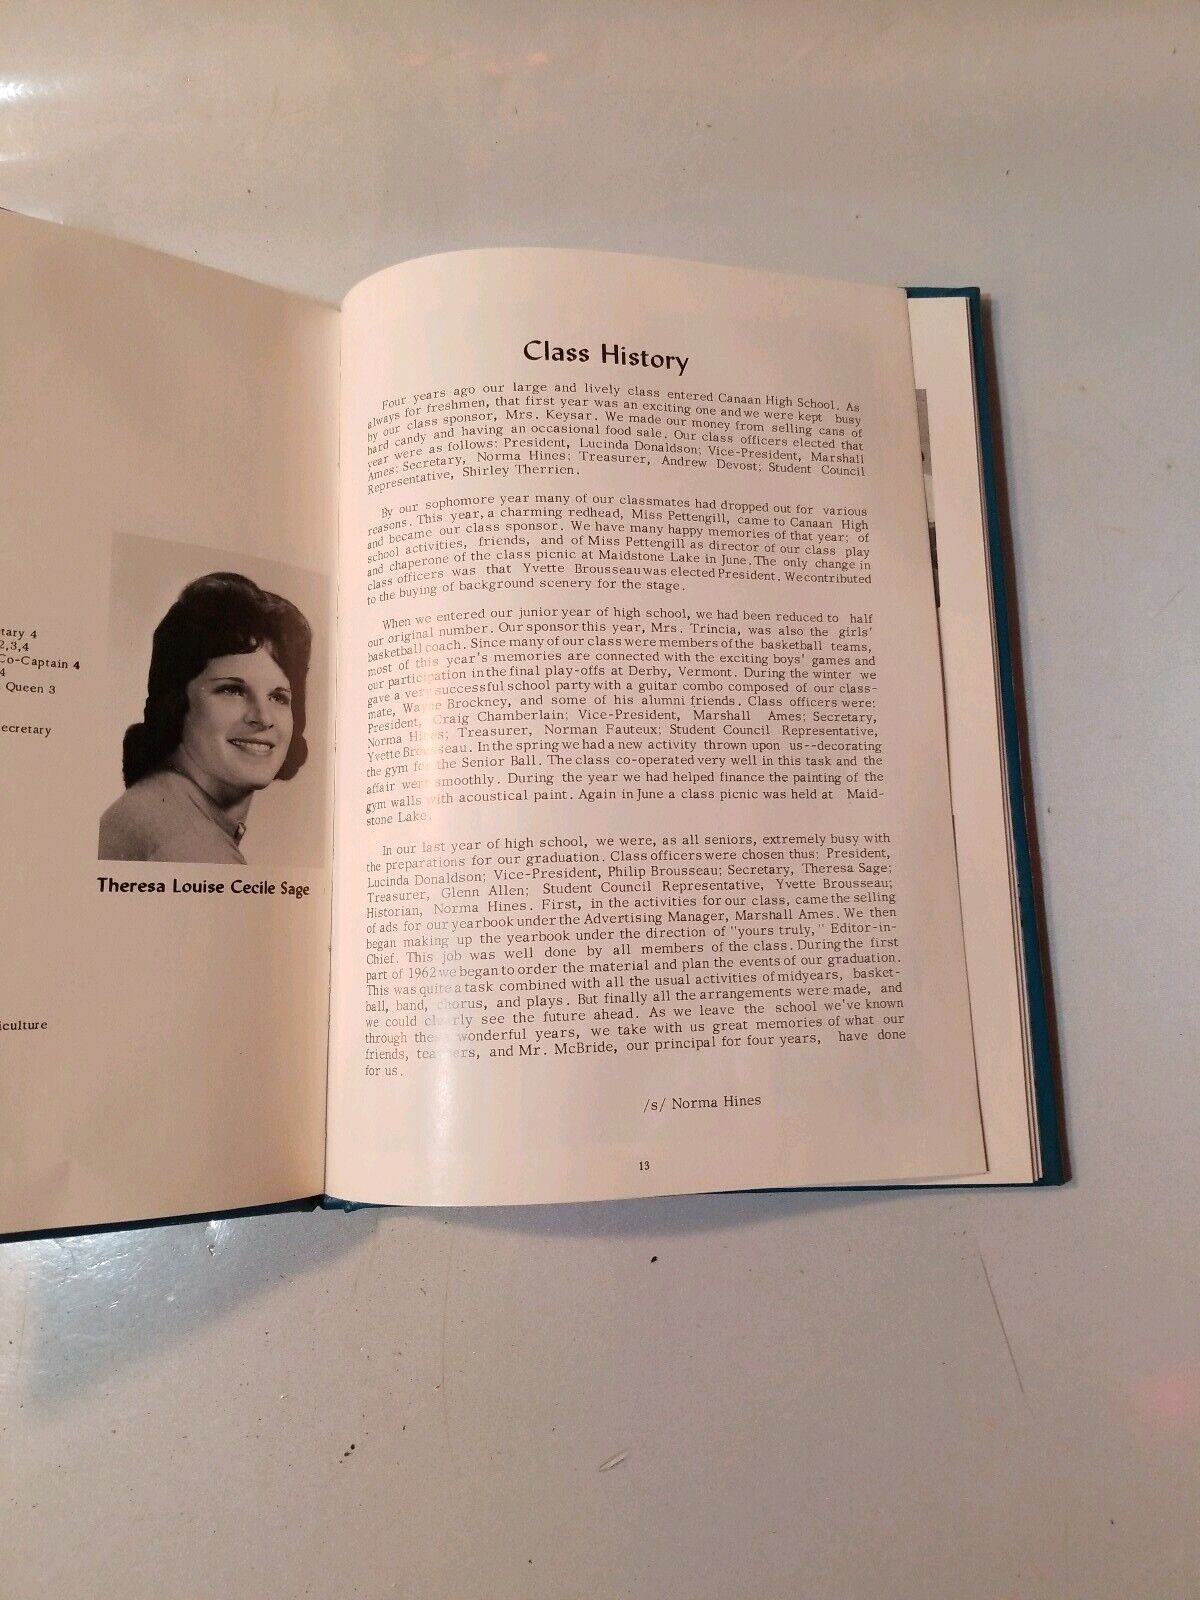 tary 4
2,3,4
Co-Captain 4
4
Queen 3
ecretary
Theresa Louise Cecile Sage
iculture
Class History
Four years ago our large and lively class entered Canaan High School. As
always for freshmen, that first year was an exciting one and we were kept busy
by our class sponsor, Mrs. Keysar. We made our money from selling cans of
hard candy and having an occasional food sale. Our class officers elected that
year were as follows: President, Lucinda Donaldson; Vice-President, Marshall
Ames; Secretary, Norma Hines; Treasurer, Andrew Devost; Student Council
Representative, Shirley Therrien.
By our sophomore year many of our classmates had dropped out for various
reasons. This year, a charming redhead, Miss Pettengill, came to Canaan High
and became our class sponsor. We have many happy memories of that year; of
school activities, friends, and of Miss Pettengill as director of our class play
and chaperone of the class picnic at Maidstone Lake in June. The only change in
class officers was that Yvette Brousseau was elected President. We contributed
to the buying of background scenery for the stage.
When we entered our junior year of high school, we had been reduced to half
our original number. Our sponsor this year, Mrs. Trincia, was also the girls'
basketball coach. Since many of our class were members of the basketball teams,
most of this year's memories are connected with the exciting boys' games and
our participation in the final play-offs at Derby, Vermont. During the winter we
gave a very successful school party with a guitar combo composed of our class-
mate, Wayne Brockney, and some of his alumni friends. Class officers were:
President, Craig Chamberlain; Vice-President, Marshall Ames; Secretary,
Norma Hines; Treasurer, Norman Fauteux; Student Council Representative,
Yvette Brousseau. In the spring we had a new activity thrown upon us--decorating
the gym for the Senior Ball. The class co-operated very well in this task and the
affair went smoothly. During the year we had helped finance the painting of the
gym walls with acoustical paint. Again in June a class picnic was held at Maid-
stone Lake.
In our last year of high school, we were, as all seniors, extremely busy with
the preparations for our graduation. Class officers were chosen thus: President,
Lucinda Donaldson; Vice-President, Philip Brousseau; Secretary, Theresa Sage;
Treasurer, Glenn Allen; Student Council Representative, Yvette Brousseau;
Historian, Norma Hines. First, in the activities for our class, came the selling
of ads for our yearbook under the Advertising Manager, Marshall Ames. We then
began making up the yearbook under the direction of "yours truly," Editor-in-
Chief. This job was well done by all members of the class. During the first
part of 1962 we began to order the material and plan the events of our graduation.
This was quite a task combined with all the usual activities of midyears, basket-
ball, band, chorus, and plays. But finally all the arrangements were made, and
we could clearly see the future ahead. As we leave the school we've known
through these wonderful years, we take with us great memories of what our
friends, teachers, and Mr. McBride, our principal for four years, have done
for us.
/s/ Norma Hines
13